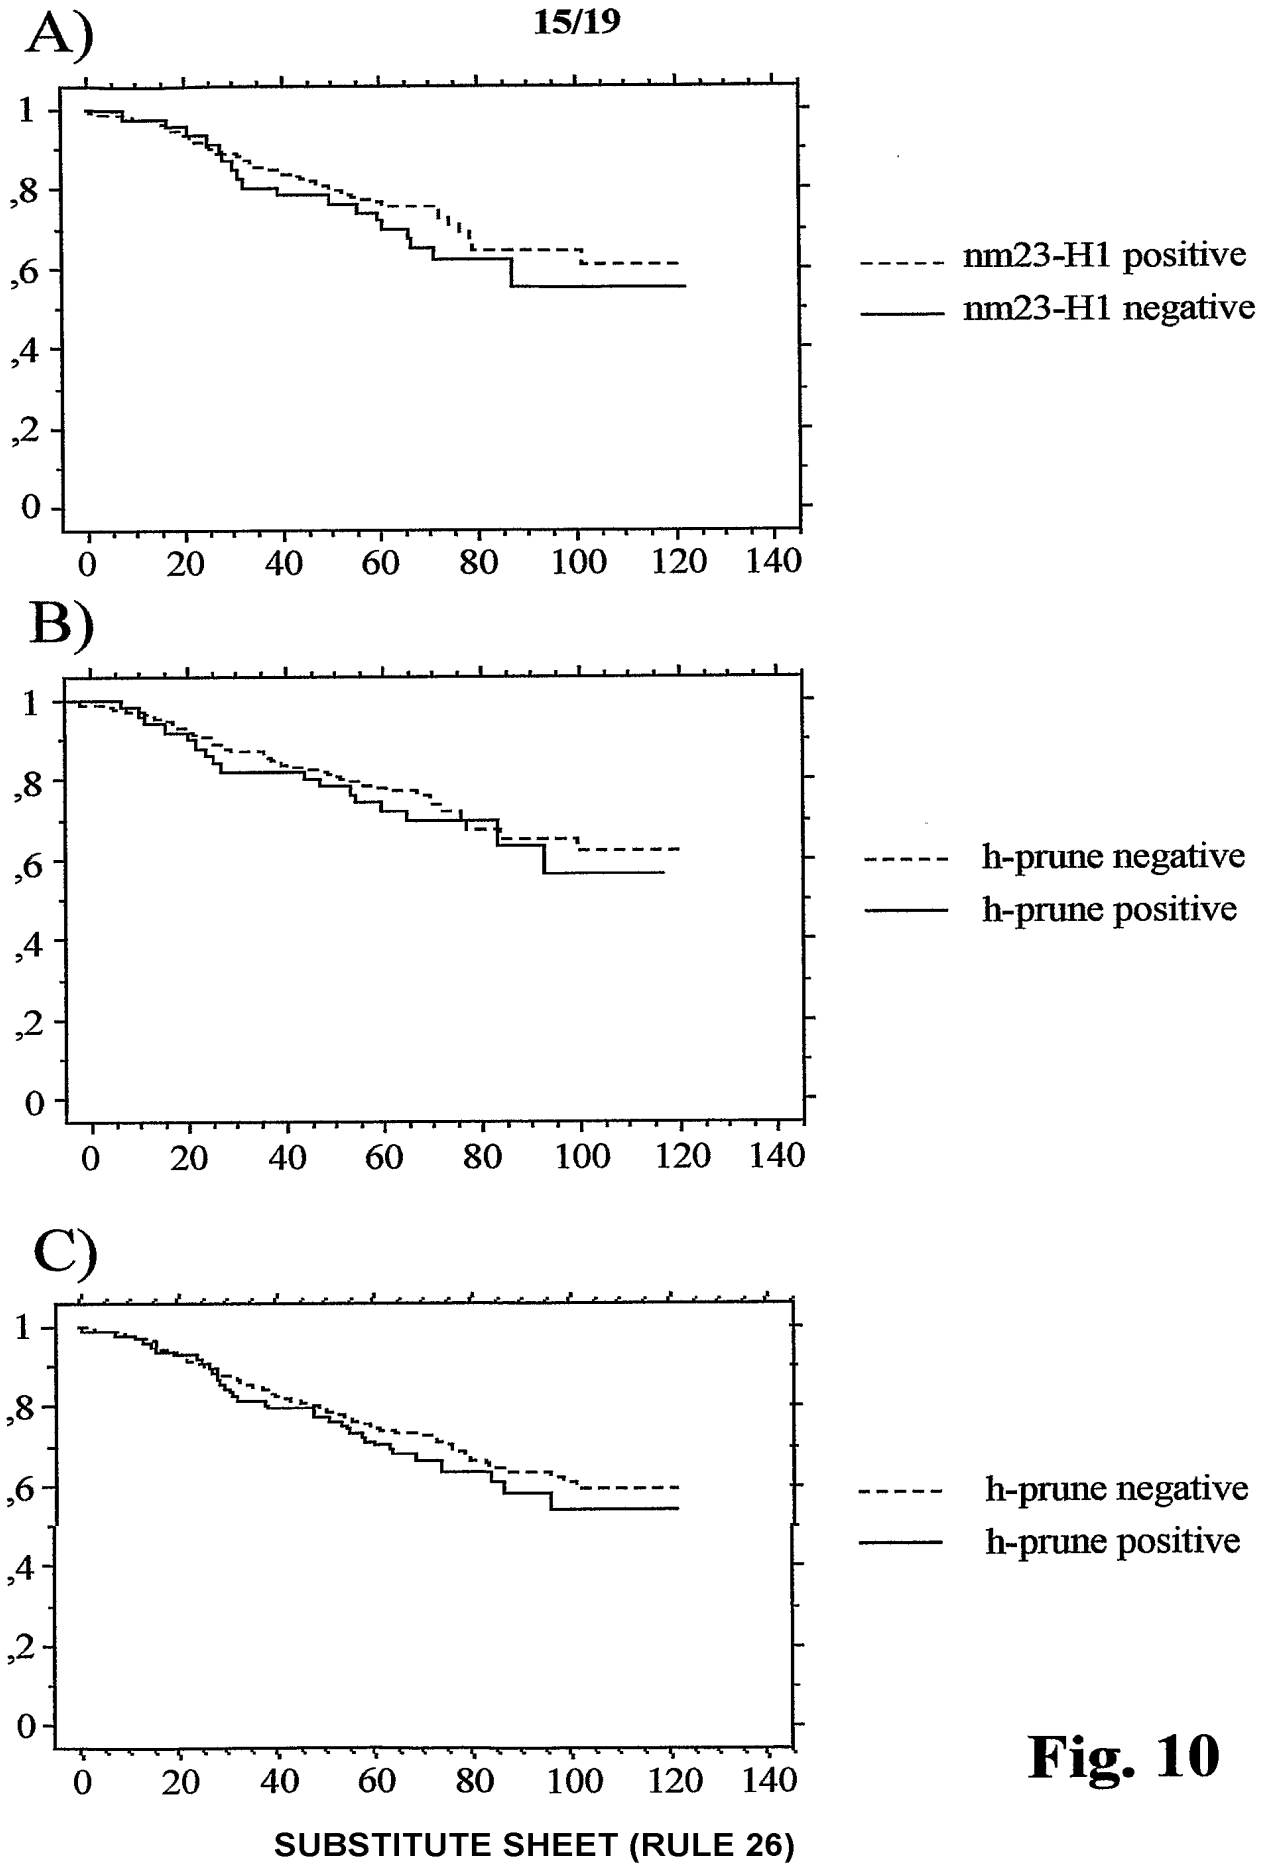 15/19
A)
1
,8
,6
,4
,2
0
0 20 40 60 80 100 120 140
nm23-H1 positive
nm23-H1 negative
B)
1
,8
,6
,4
,2
0
0 20 40 60 80 100 120 140
h-prune negative
h-prune positive
C)
1
,8
,6
,4
,2
0
0 20 40 60 80 100 120 140
h-prune negative
h-prune positive
Fig. 10
SUBSTITUTE SHEET (RULE 26)